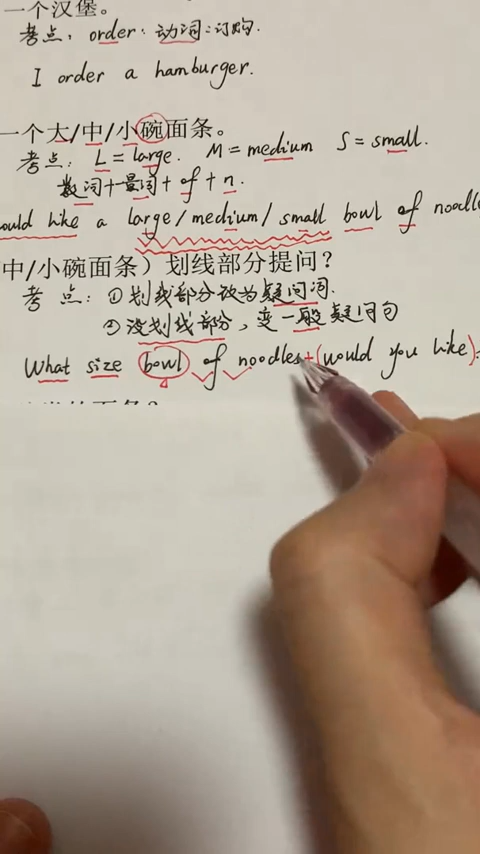 一个汉堡。
考点: order: 动词:订购.
I order a hamburger.
一个大/中/小碗面条。
考点: L = large. M = medium S = small.
数词+量词+of+n.
would like a large/medium/small bowl of noodle
中/小碗面条）划线部分提问？
考点: ①划线部分改为疑问词.
②没划线部分,变一般疑问句
What size bowl of noodles+(would you like)